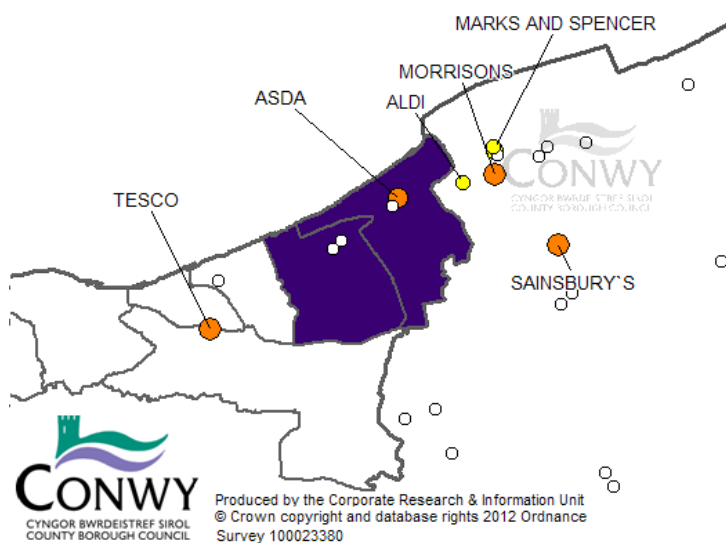 MARKS AND SPENCER
MORRISONS
ALDI
ASDA
CONWY
CYNGOR BWRDEISTREF SIROL
COUNTY BOROUGH COUNCIL
TESCO
SAINSBURY`S
CONWY
CYNGOR BWRDEISTREF SIROL
COUNTY BOROUGH COUNCIL
Produced by the Corporate Research & Information Unit
© Crown copyright and database rights 2012 Ordnance
Survey 100023380